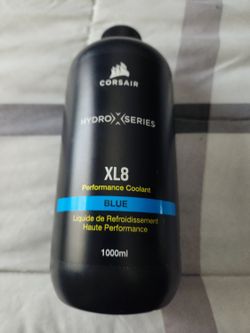 CORSAIR
HYDRO X SERIES
XL8
Performance Coolant
BLUE
Liquide de Refroidissement
Haute Performance
1000ml